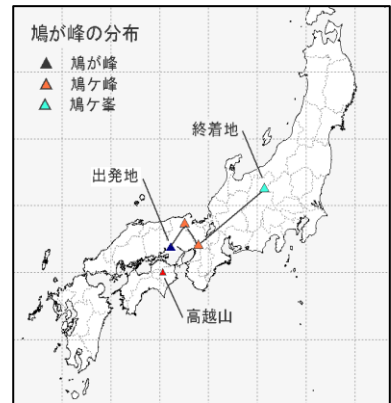 鳩が峰の分布
鳩が峰
鳩ケ峰
鳩ケ峯
終着地
出発地
高越山